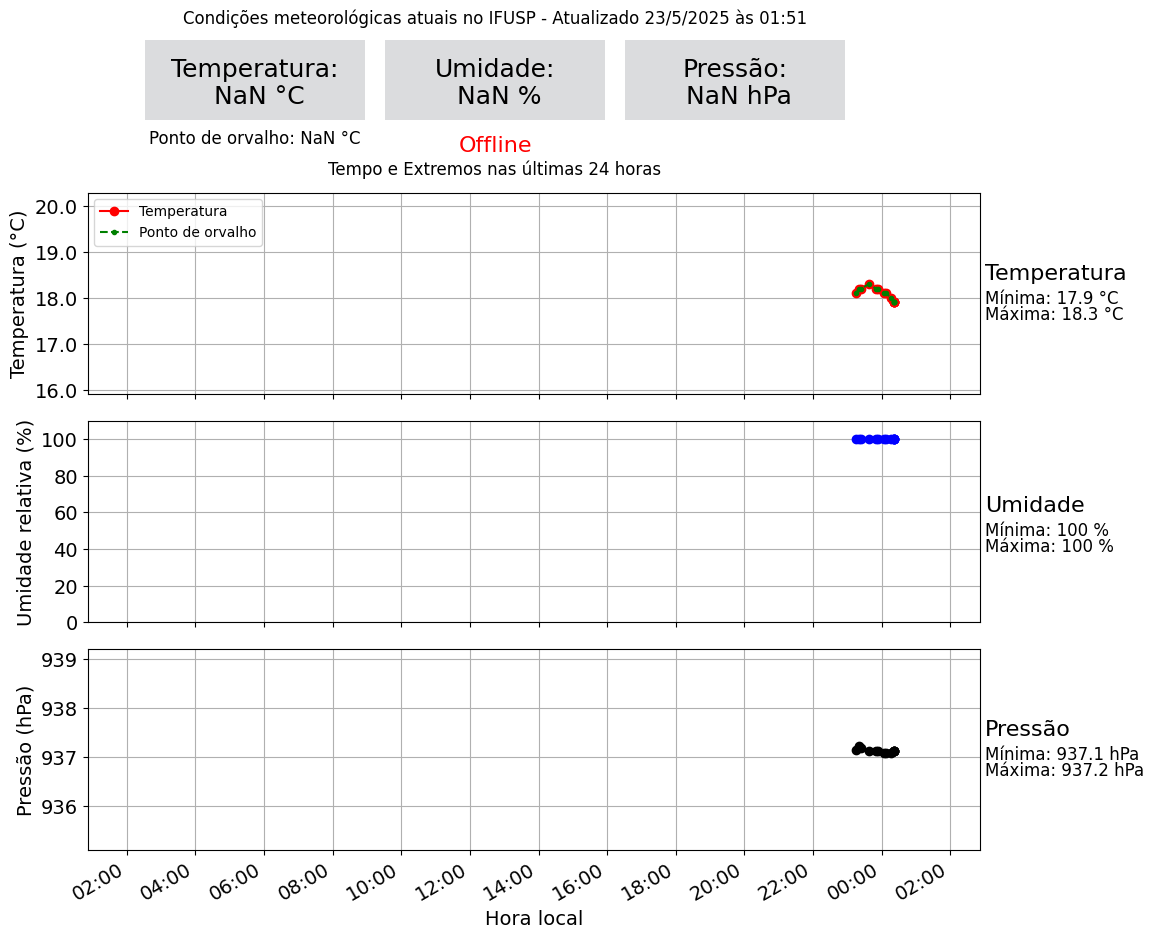 Condições meteorológicas atuais no IFUSP - Atualizado 23/5/2025 às 01:51
Temperatura:
NaN °C
Umidade:
NaN %
Pressão:
NaN hPa
Ponto de orvalho: NaN °C
Offline
Tempo e Extremos nas últimas 24 horas
Temperatura (°C)
20.0
19.0
18.0
17.0
16.0
Temperatura
Ponto de orvalho
Temperatura
Mínima: 17.9 °C
Máxima: 18.3 °C
Umidade relativa (%)
100
80
60
40
20
0
Umidade
Mínima: 100 %
Máxima: 100 %
Pressão (hPa)
939
938
937
936
Pressão
Mínima: 937.1 hPa
Máxima: 937.2 hPa
02:00 04:00 06:00 08:00 10:00 12:00 14:00 16:00 18:00 20:00 22:00 00:00 02:00
Hora local